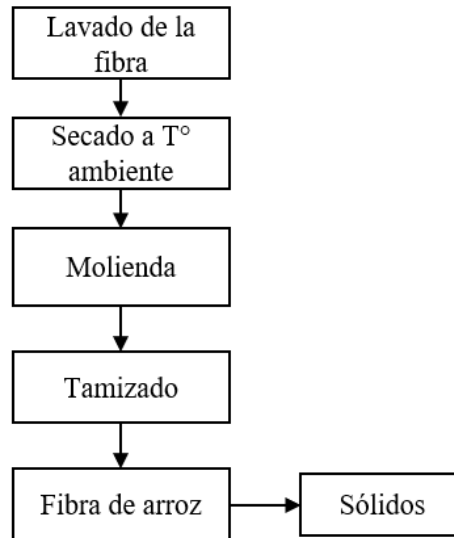 Lavado de la
fibra
Secado a T°
ambiente
Molienda
Tamizado
Fibra de arroz
Sólidos